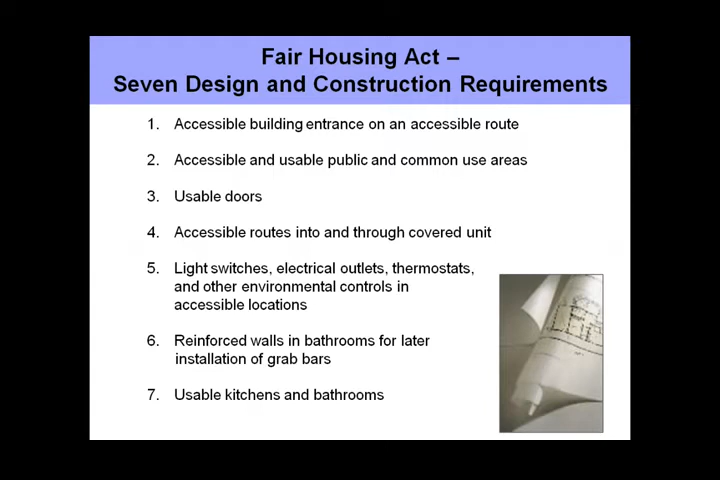 Fair Housing Act –
Seven Design and Construction Requirements
1. Accessible building entrance on an accessible route
2. Accessible and usable public and common use areas
3. Usable doors
4. Accessible routes into and through covered unit
5. Light switches, electrical outlets, thermostats,
and other environmental controls in
accessible locations
6. Reinforced walls in bathrooms for later
installation of grab bars
7. Usable kitchens and bathrooms